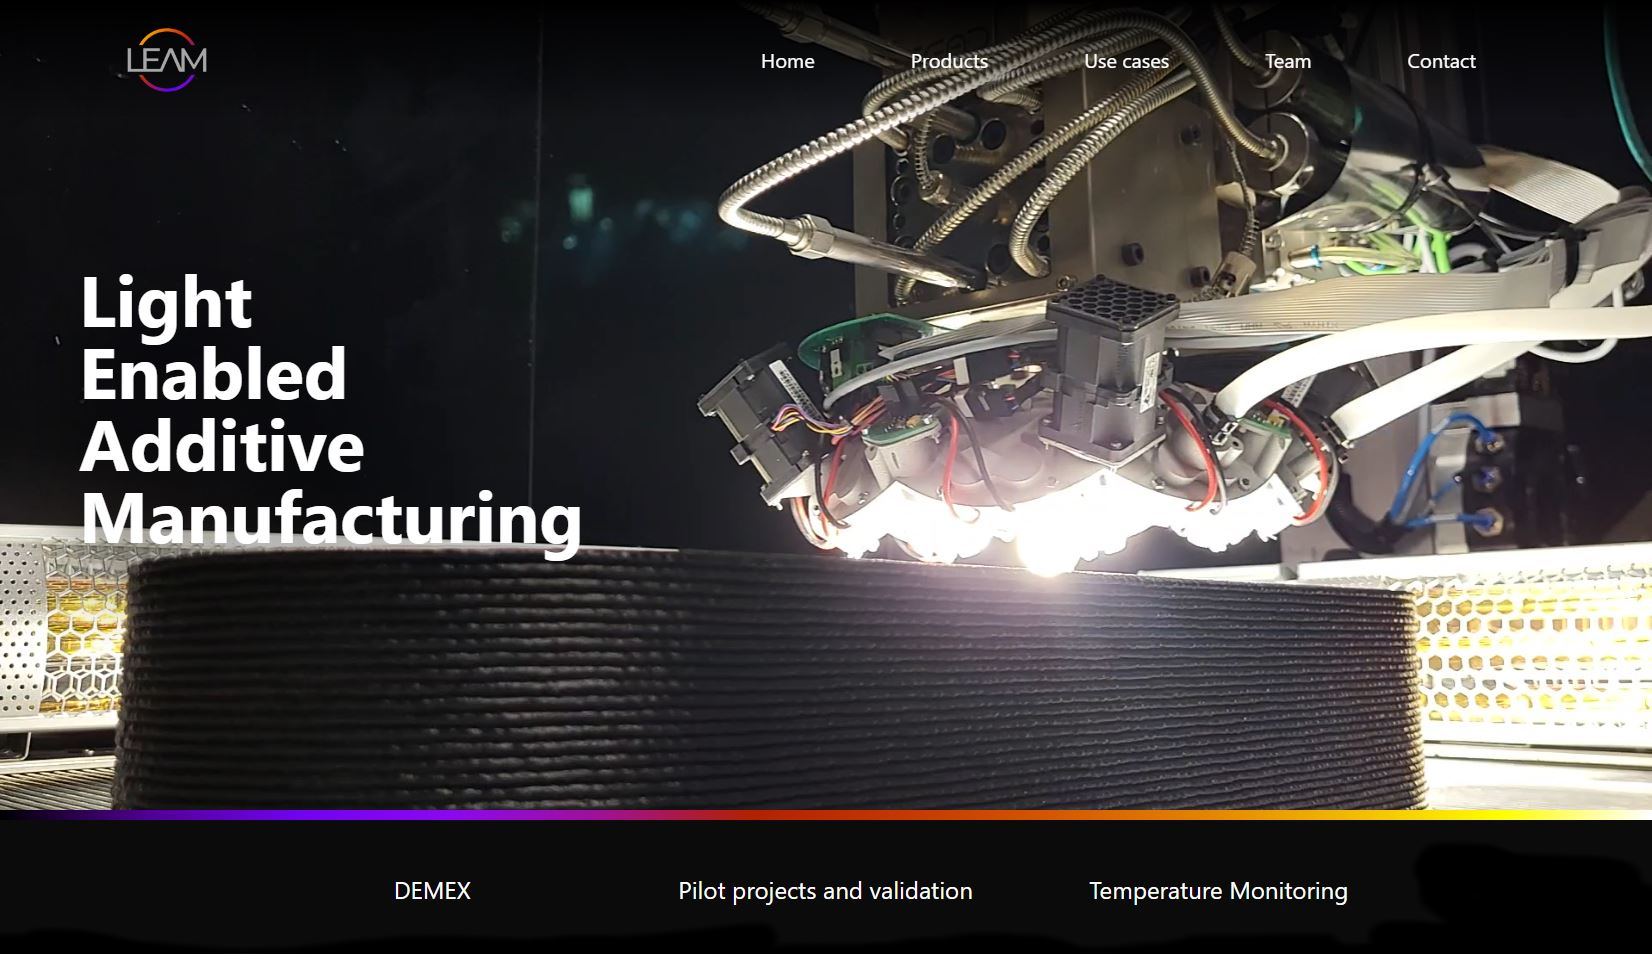 LEAM
Home
Products
Use cases
Team
Contact
Light
Enabled
Additive
Manufacturing
DEMEX
Pilot projects and validation
Temperature Monitoring